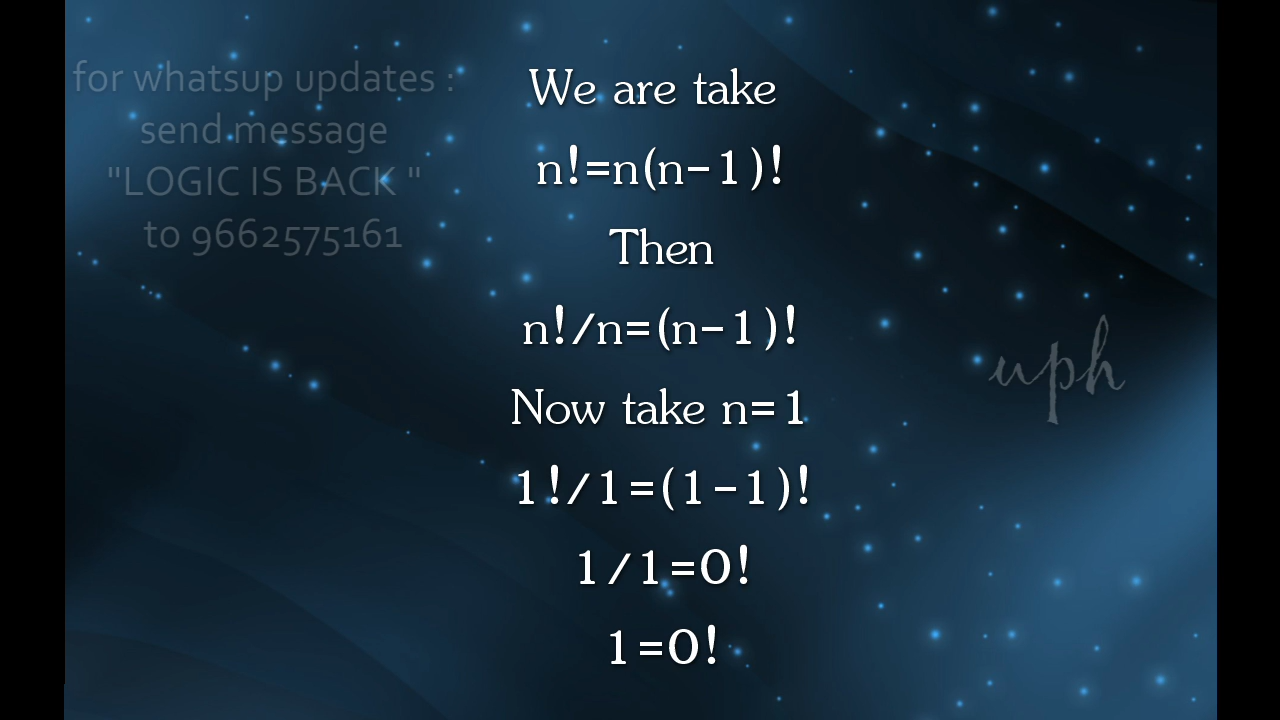 for whatsup updates :
send message
"LOGIC IS BACK "
to 9662575161
We are take
n!=n(n-1)!
Then
n!/n=(n-1)!
Now take n=1
1!/1=(1-1)!
1/1=0!
1=0!
uph